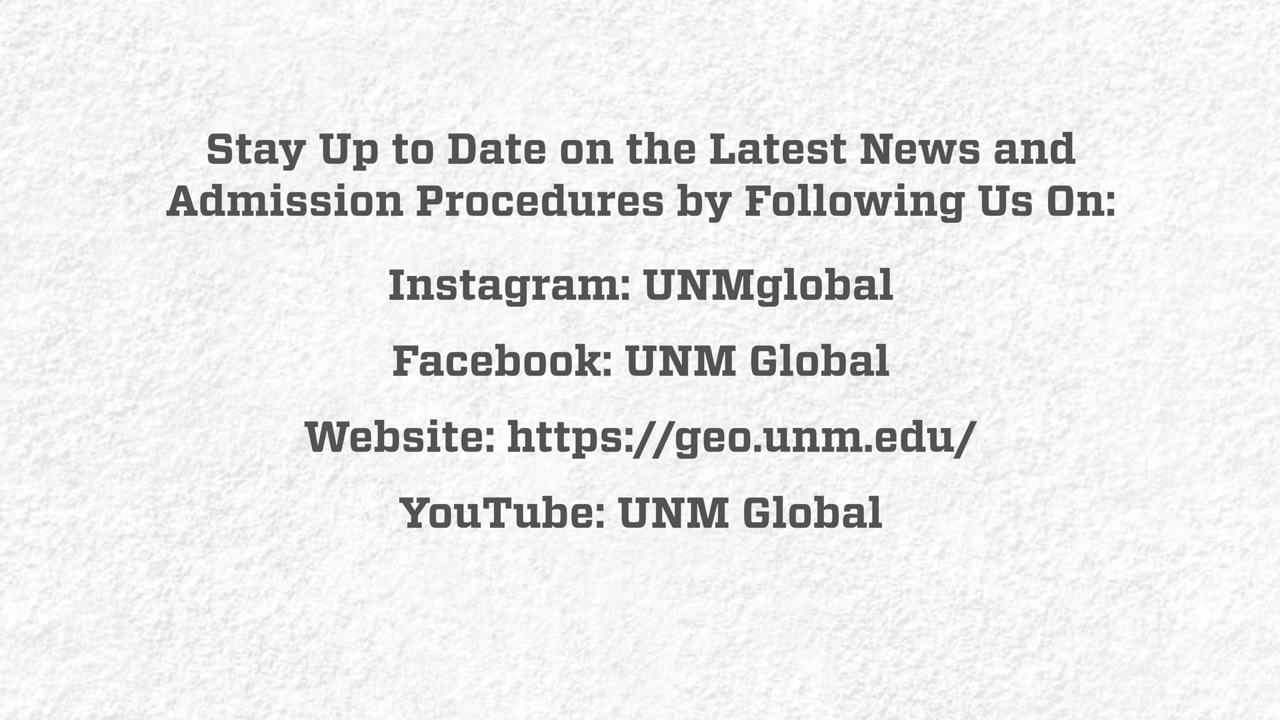 Stay Up to Date on the Latest News and
Admission Procedures by Following Us On:
Instagram: UNMglobal
Facebook: UNM Global
Website: https://geo.unm.edu/
YouTube: UNM Global